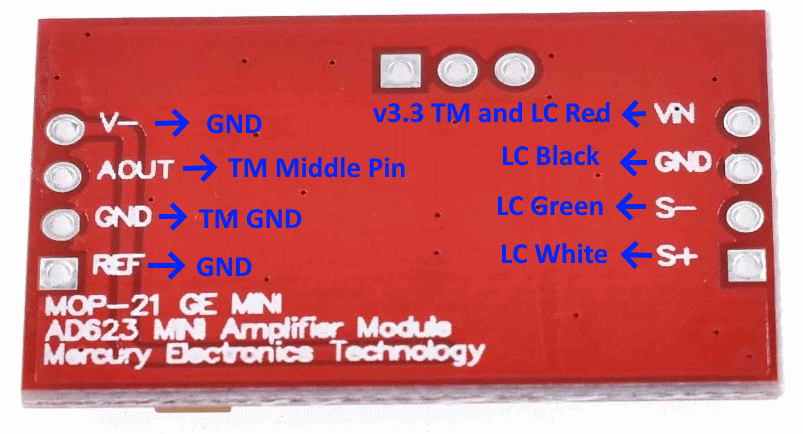 V- → GND
v3.3 TM and LC Red ← VIN
AOUT → TM Middle Pin
LC Black ← GND
GND → TM GND
LC Green ← S-
REF → GND
LC White ← S+
MOP-21 GE MINI
AD623 MINI Amplifier Module
Mercury Electronics Technology